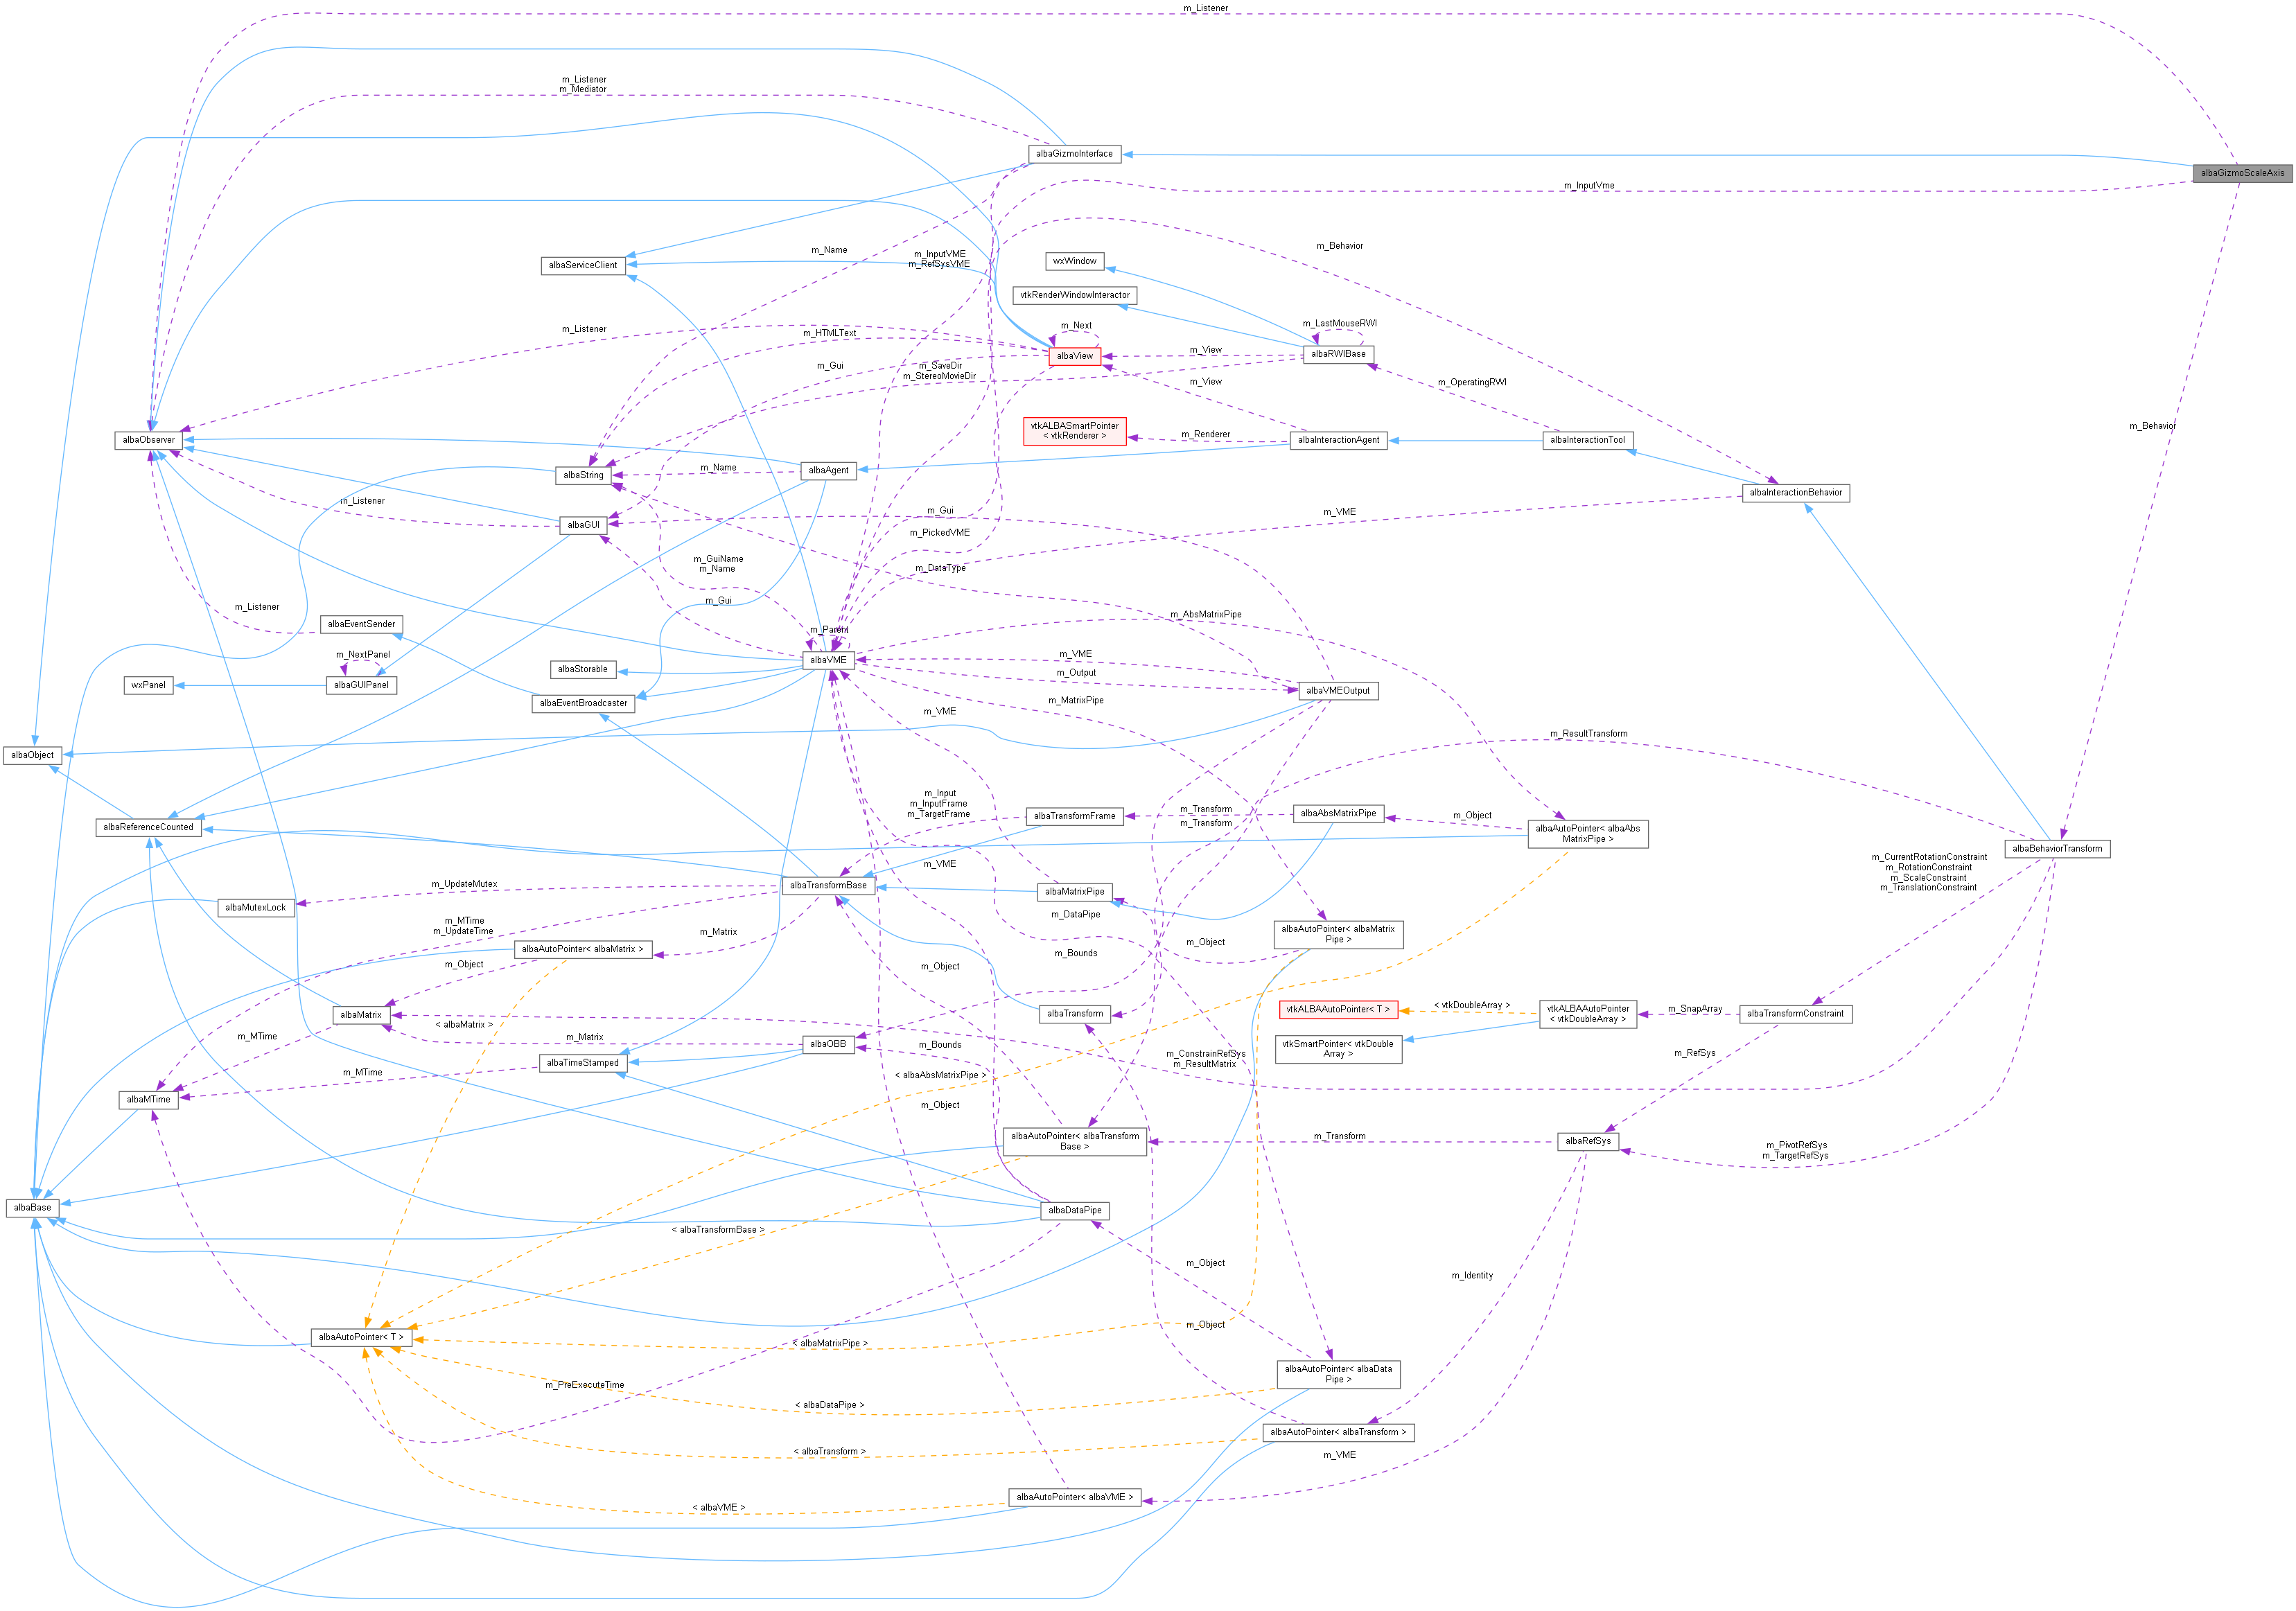 m_Listener
m_Listener
m_Mediator
albaGizmoInterface
albaGizmoScaleAxis
m_InputVme
m_Name
m_InputVME
m_RefSysVME
m_Behavior
albaServiceClient
wxWindow
vtkRenderWindowInteractor
m_Listener
m_HTMLText
m_Next
m_LastMouseRWI
albaView
m_View
albaRWIBase
m_Gui
m_SaveDir
m_StereoMovieDir
m_View
m_OperatingRWI
m_Behavior
vtkALBASmartPointer
< vtkRenderer >
m_Renderer
albaObserver
albaInteractionAgent
albaInteractionTool
albaString
m_Name
albaAgent
albaInteractionBehavior
m_Listener
albaGUI
m_Gui
m_VME
m_PickedVME
m_GuiName
m_Name
m_DataType
m_Listener
m_Gui
m_AbsMatrixPipe
albaEventSender
m_Parent
m_NextPanel
albaStorable
albaVME
m_VME
m_Output
wxPanel
albaGUIPanel
albaEventBroadcaster
albaVMEOutput
m_MatrixPipe
m_VME
m_ResultTransform
albaObject
m_Input
m_InputFrame
m_TargetFrame
albaReferenceCounted
albaTransformFrame
m_Transform
m_Transform
albaAbsMatrixPipe
m_Object
albaAutoPointer< albaAbs
MatrixPipe >
albaBehaviorTransform
m_VME
m_CurrentRotationConstraint
m_RotationConstraint
m_ScaleConstraint
m_TranslationConstraint
m_UpdateMutex
albaTransformBase
albaMatrixPipe
albaMutexLock
m_MTime
m_UpdateTime
m_Matrix
m_DataPipe
albaAutoPointer< albaMatrix
Pipe >
albaAutoPointer< albaMatrix >
m_Object
m_Bounds
m_Object
m_Object
albaMatrix
albaTransform
vtkALBAAutoPointer< T >
< vtkDoubleArray >
vtkALBAAutoPointer
< vtkDoubleArray >
m_SnapArray
albaTransformConstraint
< albaMatrix >
m_MTime
m_Matrix
albaOBB
m_Bounds
vtkSmartPointer< vtkDouble
Array >
m_ConstrainRefSys
m_ResultMatrix
m_RefSys
albaTimeStamped
m_MTime
< albaAbsMatrixPipe >
albaMTime
m_Object
albaAutoPointer< albaTransform
Base >
m_Transform
albaRefSys
m_PivotRefSys
m_TargetRefSys
albaBase
albaDataPipe
< albaTransformBase >
m_Object
m_Identity
albaAutoPointer< T >
< albaMatrixPipe >
m_Object
m_PreExecuteTime
albaAutoPointer< albaData
Pipe >
< albaDataPipe >
albaAutoPointer< albaTransform >
< albaTransform >
m_VME
albaAutoPointer< albaVME >
< albaVME >